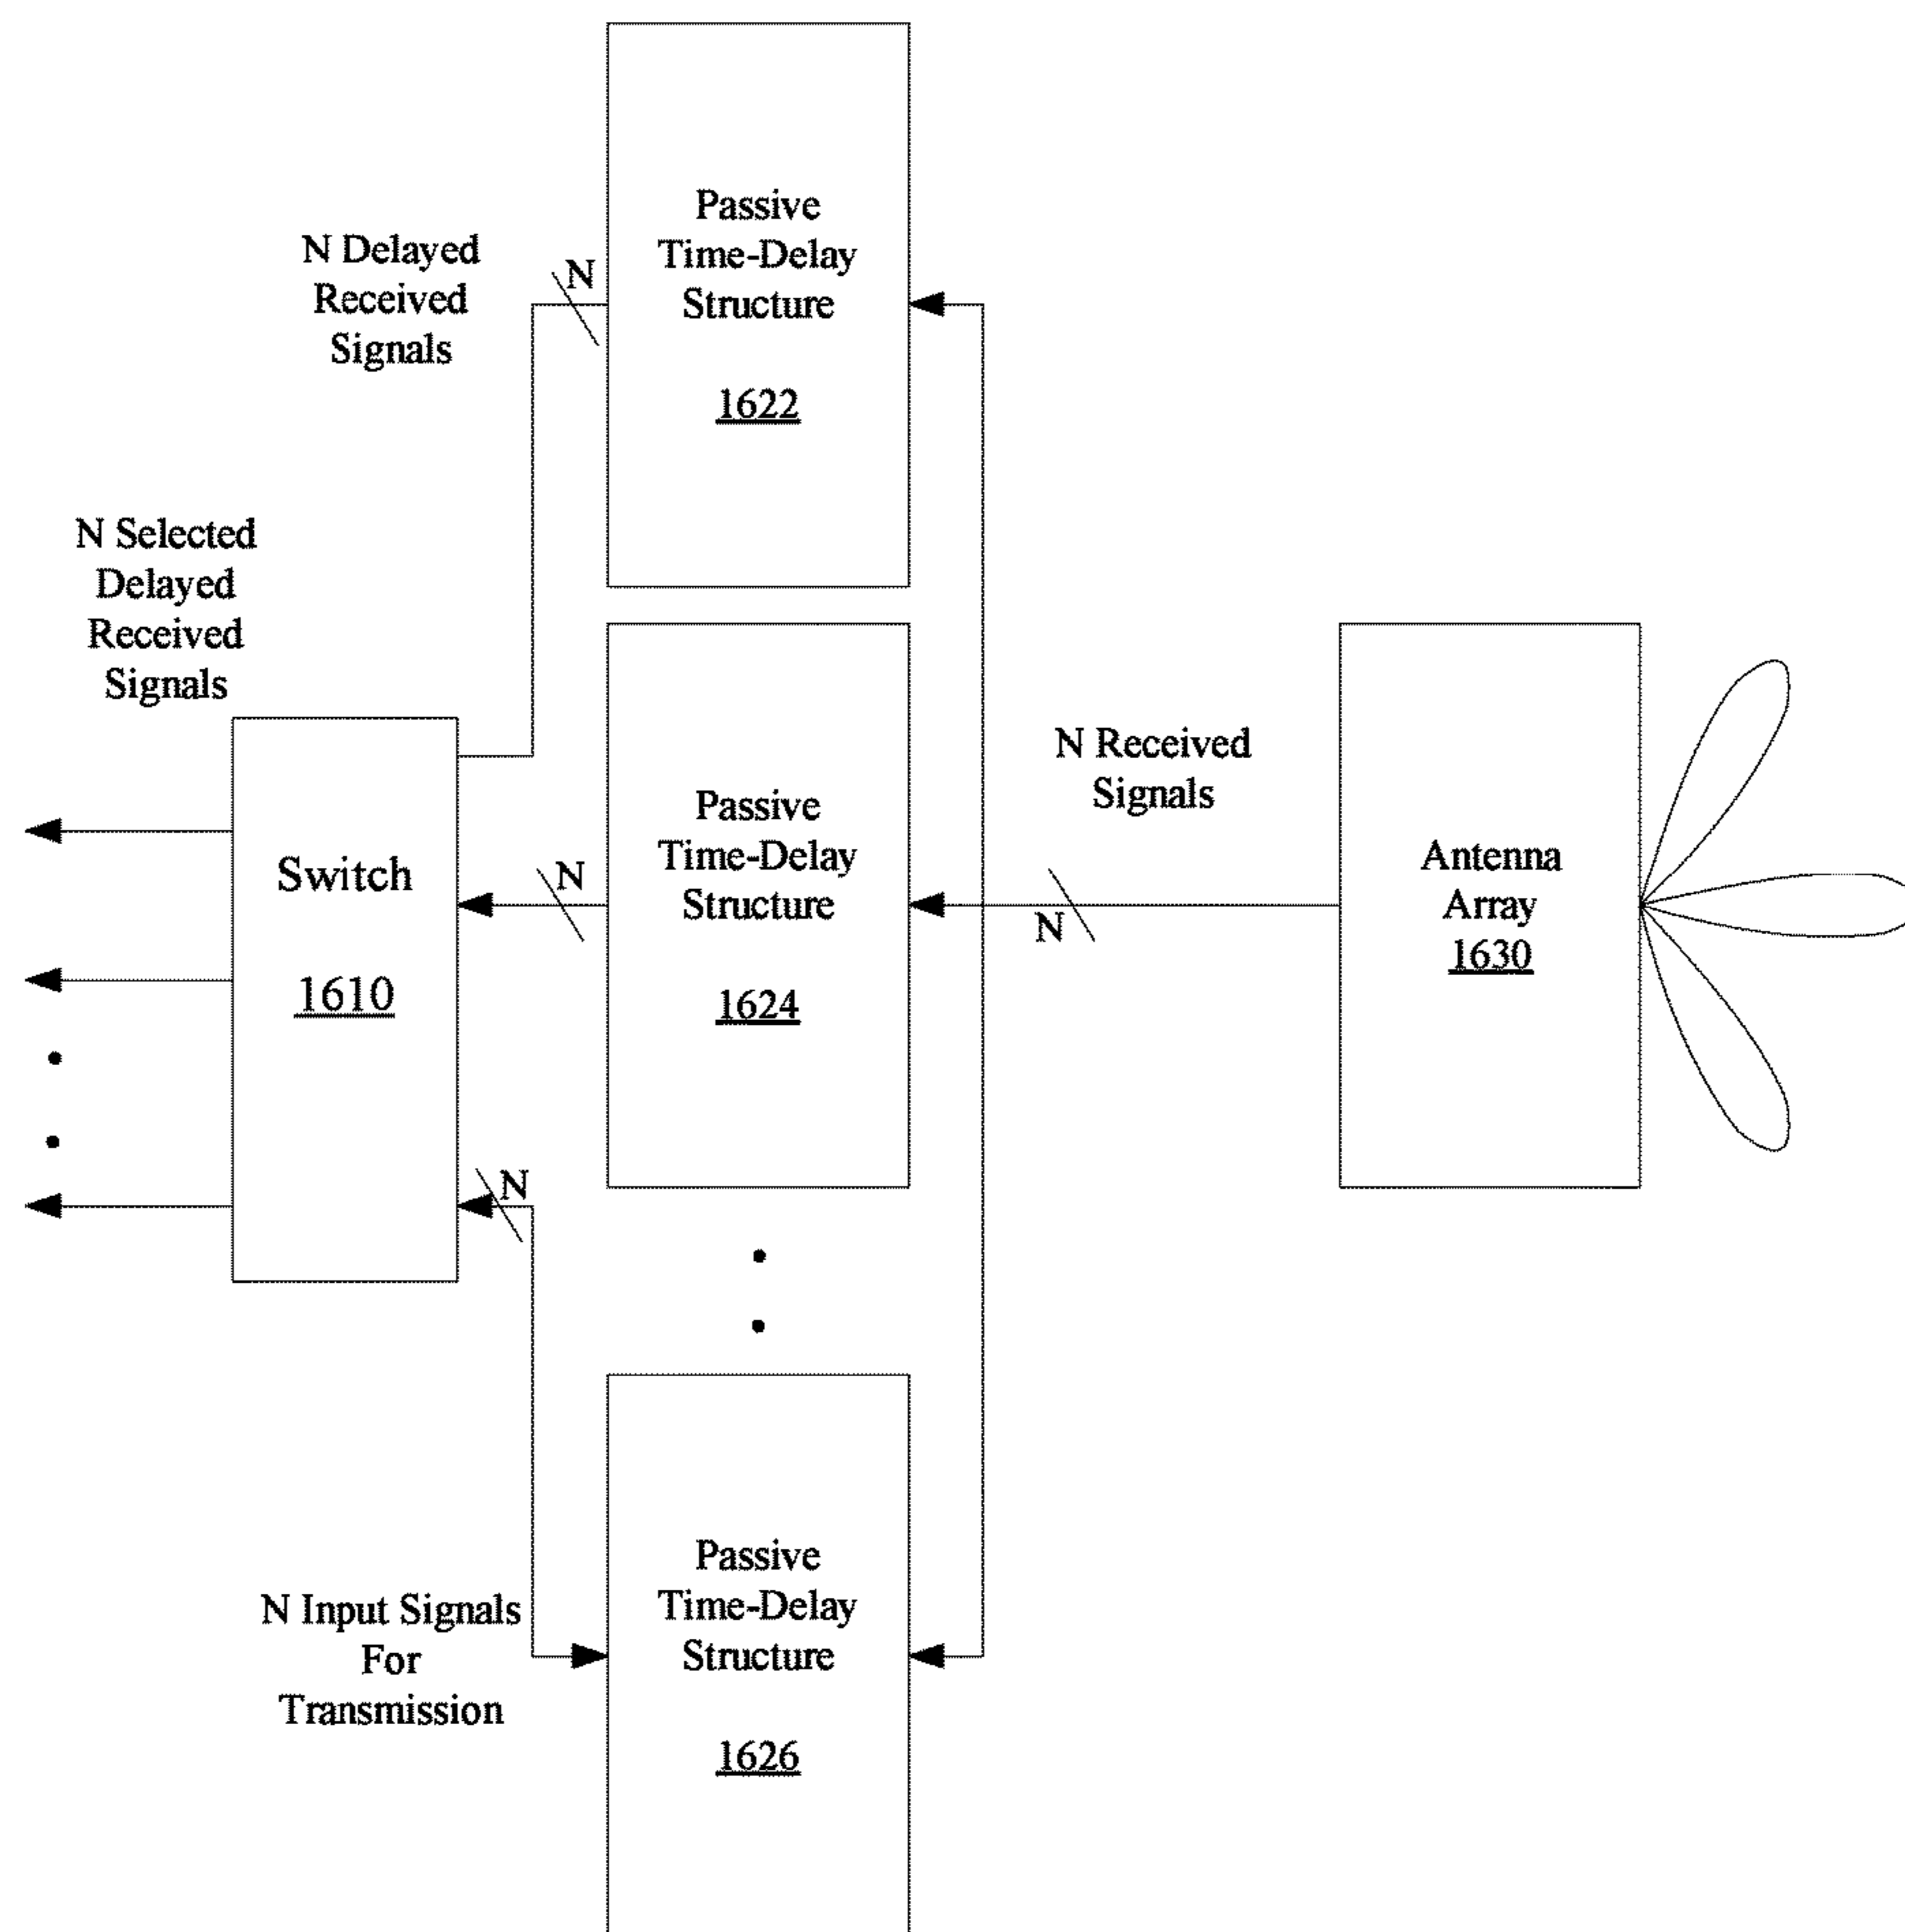 Passive
Time-Delay
Structure
1622
N Delayed
Received
Signals
N
N Selected
Delayed
Received
Signals
Switch
1610
N
Passive
Time-Delay
Structure
1624
N Received
Signals
N
Antenna
Array
1630
N
N Input Signals
For
Transmission
Passive
Time-Delay
Structure
1626